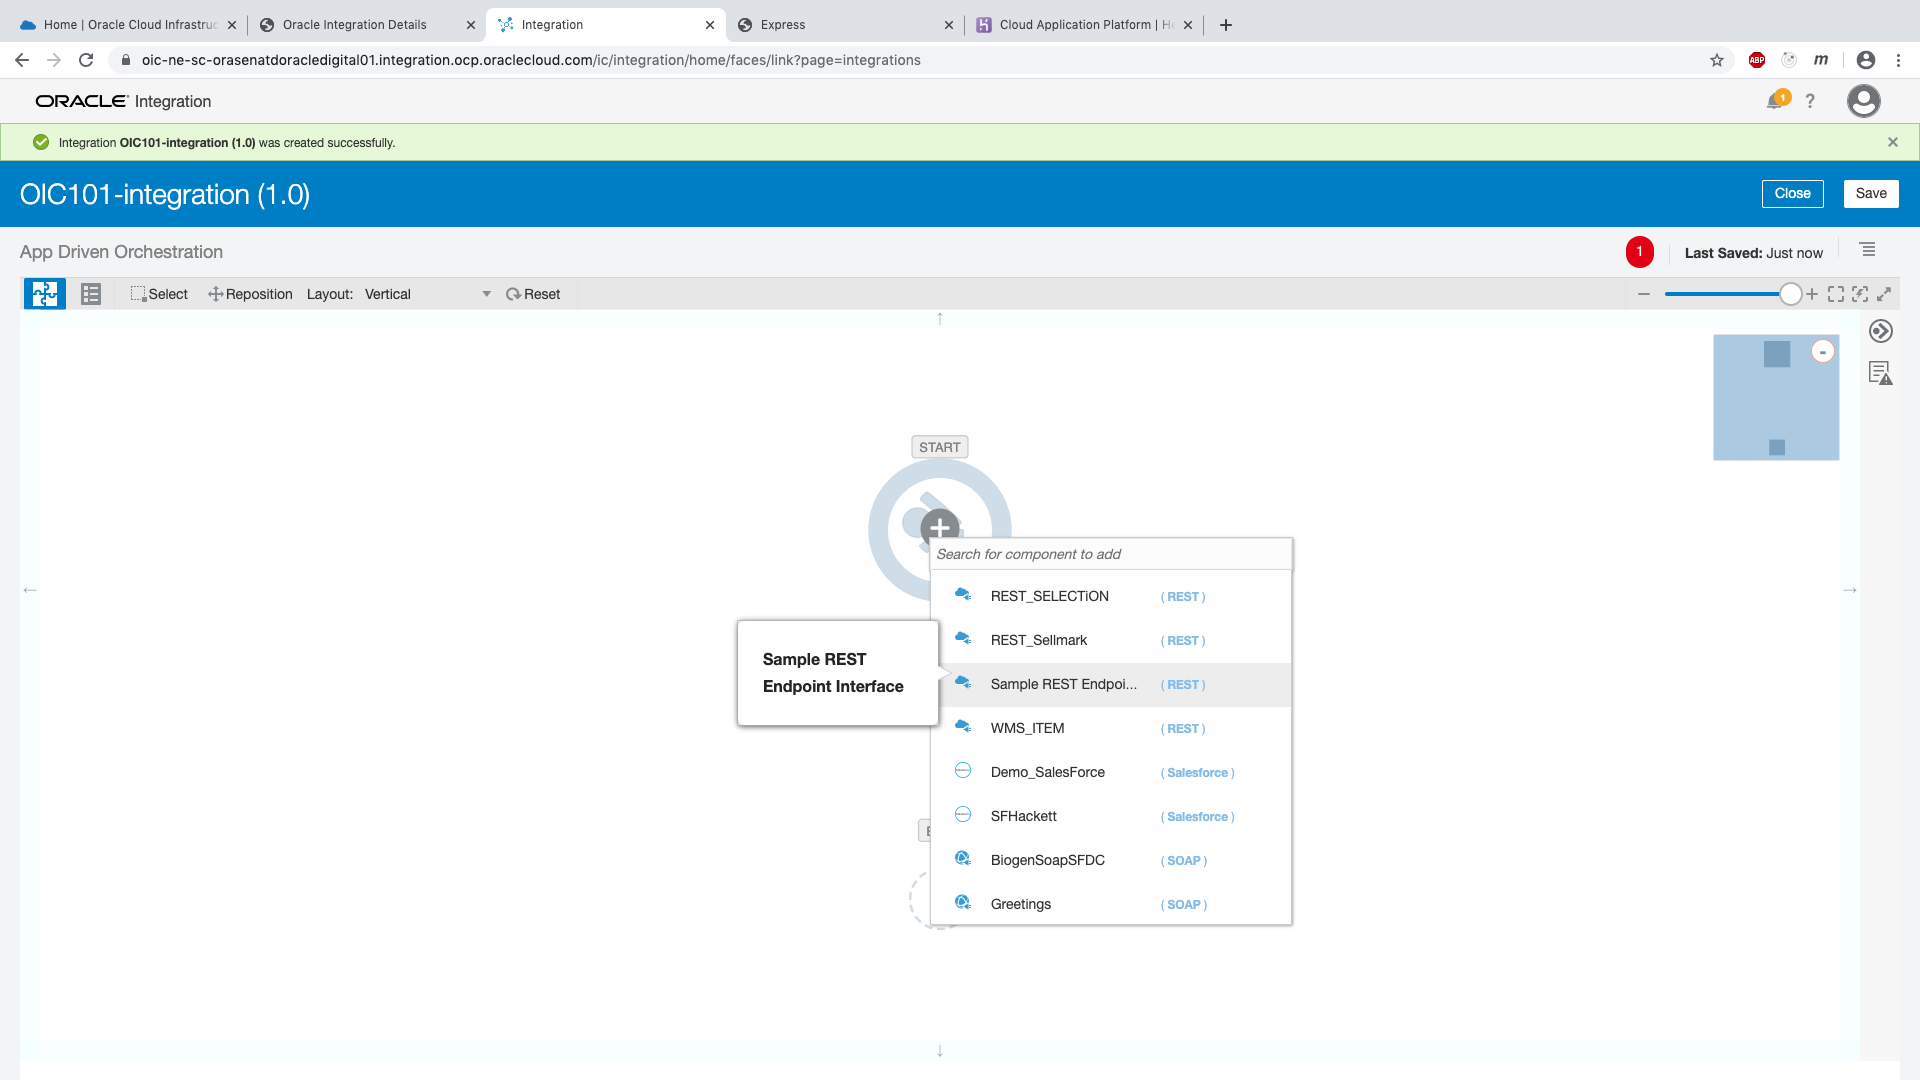 Home | Oracle Cloud Infrastruc
Oracle Integration Details
Integration
Express
Cloud Application Platform | He
oic-ne-sc-orasenatdoracledigital01.integration.ocp.oraclecloud.com/ic/integration/home/faces/link?page=integrations
ABP
m
ORACLE Integration
1
?
Integration OIC101-integration (1.0) was created successfully.
OIC101-integration (1.0)
Close
Save
App Driven Orchestration
1
Last Saved: Just now
Select
Reposition
Layout: Vertical
Reset
START
Search for component to add
REST_SELECTiON ( REST )
REST_Sellmark ( REST )
Sample REST
Endpoint Interface
Sample REST Endpoi... ( REST )
WMS_ITEM ( REST )
Demo_SalesForce ( Salesforce )
SFHackett ( Salesforce )
BiogenSoapSFDC ( SOAP )
Greetings ( SOAP )